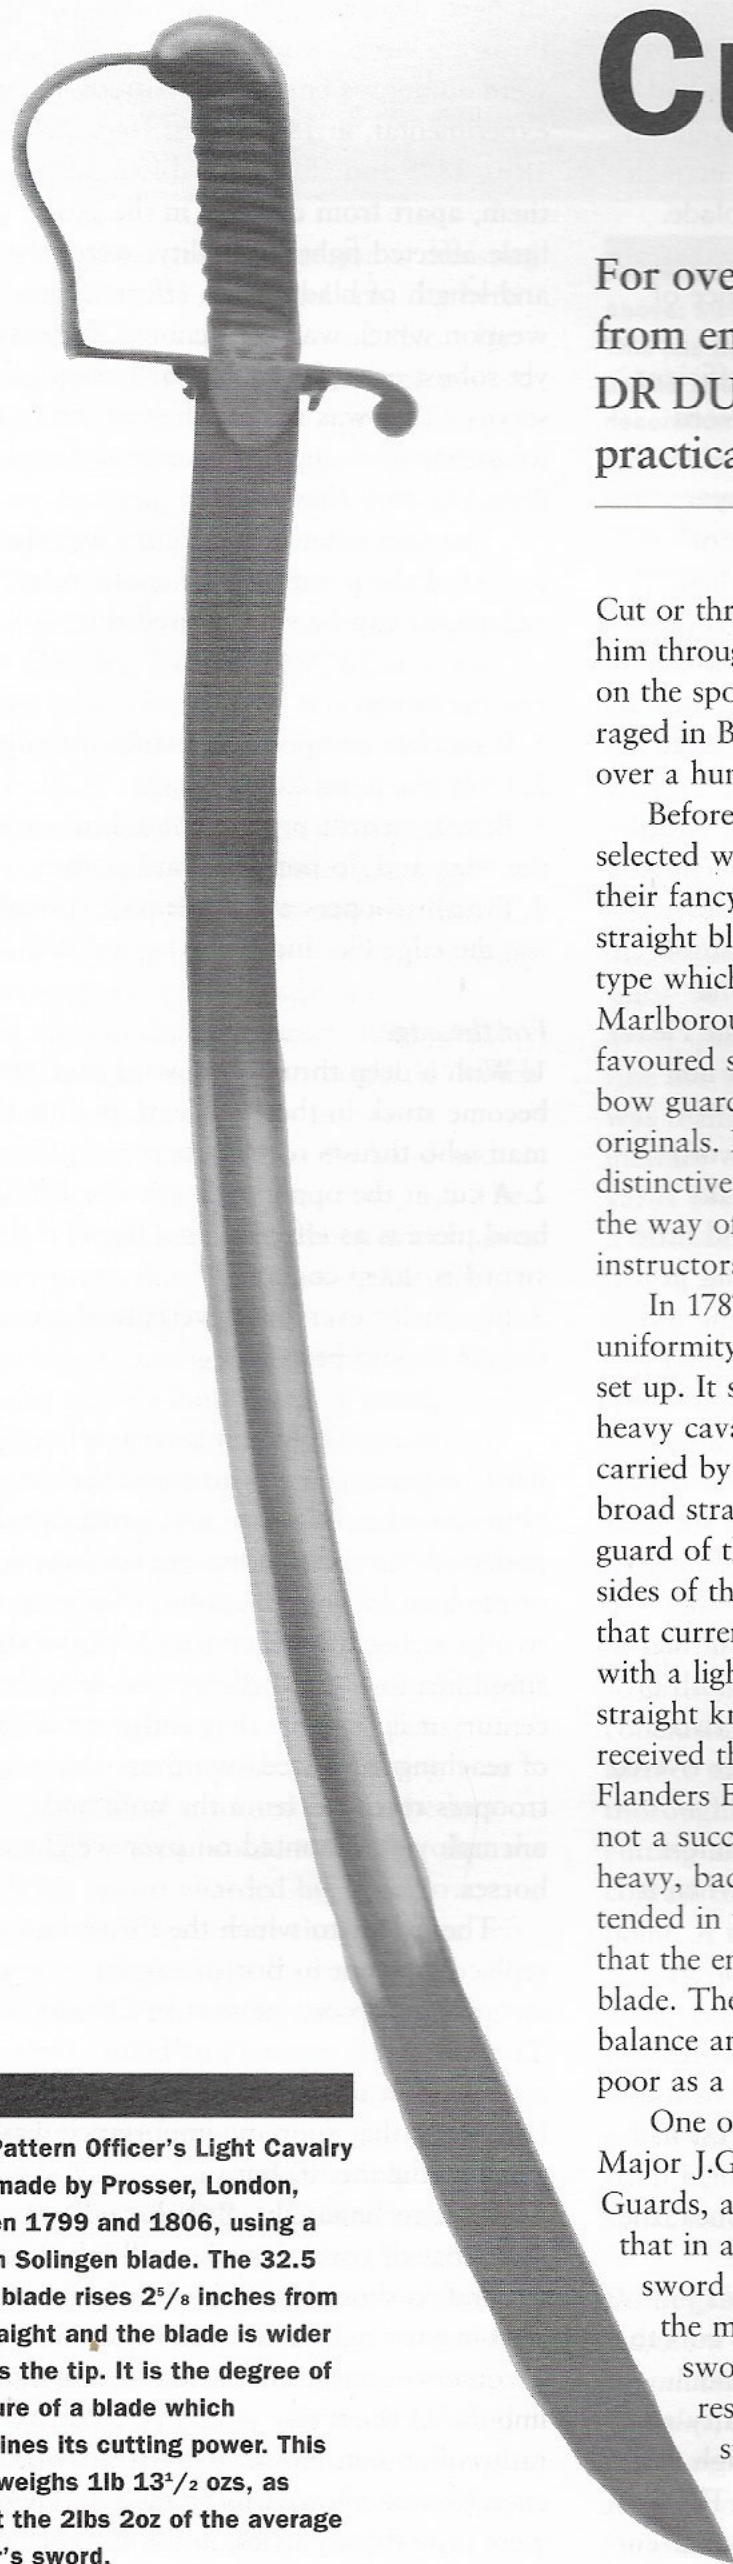 Cu
For ove
from en
DR DU
practica
Cut or thr
him throug
on the spo
raged in B
over a hun
Before
selected w
their fancy
straight bl
type which
Marlborou
favoured s
bow guard
originals.
distinctive
the way of
instructors
In 178
uniformity
set up. It s
heavy cava
carried by
broad stra
guard of th
sides of th
that curren
with a ligh
straight kn
received th
Flanders E
not a succ
heavy, bac
tended in
that the en
blade. The
balance an
poor as a
One o
Major J.G
Guards, a
that in a
sword
the m
swo
res
s
Pattern Officer's Light Cavalry
made by Prosser, London,
en 1799 and 1806, using a
n Solingen blade. The 32.5
blade rises 2⁵/₈ inches from
aight and the blade is wider
s the tip. It is the degree of
ure of a blade which
ines its cutting power. This
weighs 1lb 13¹/₂ ozs, as
t the 2lbs 2oz of the average
r's sword.